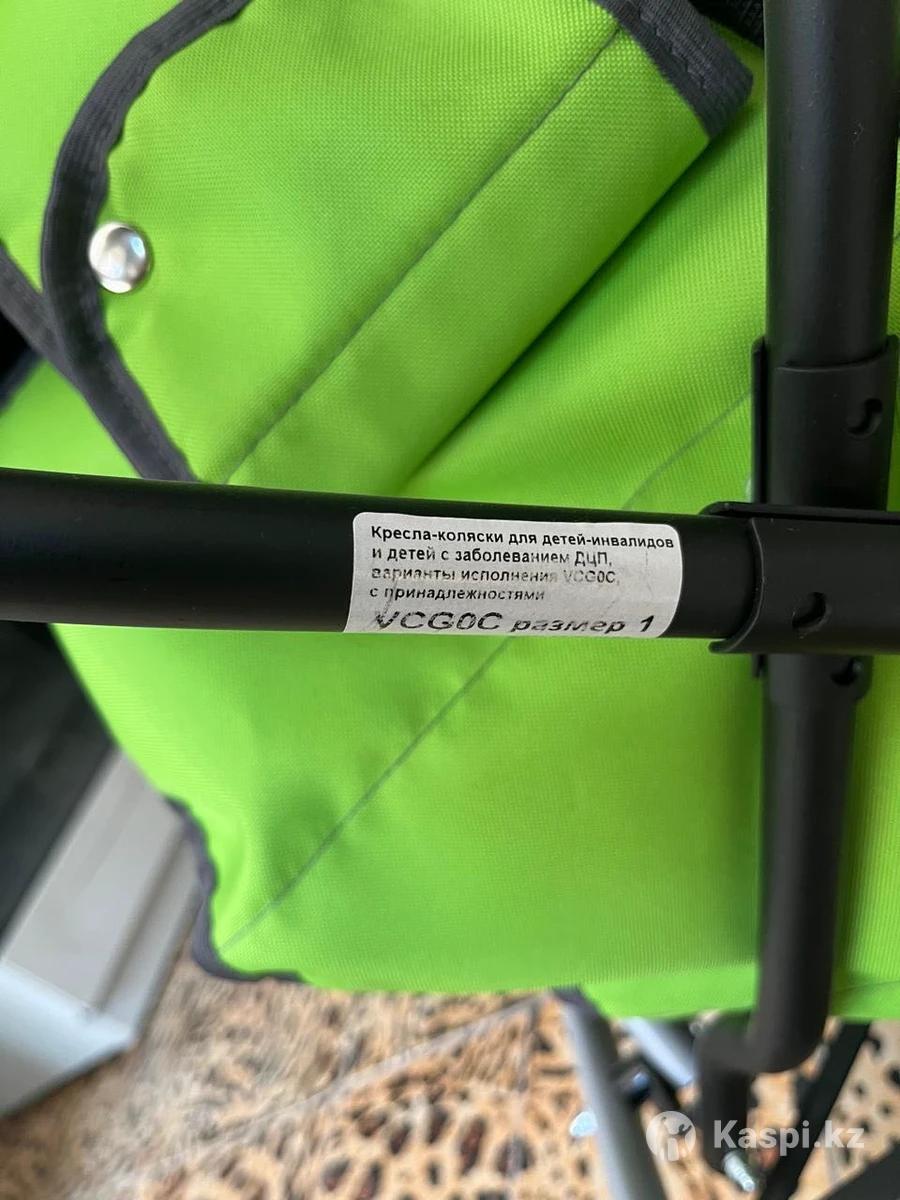 Кресла-коляски для детей-инвалидов
и детей с заболеванием ДЦП,
варианты исполнения VCG0C,
с принадлежностями
VCG0C размер 1
Kaspi.kz